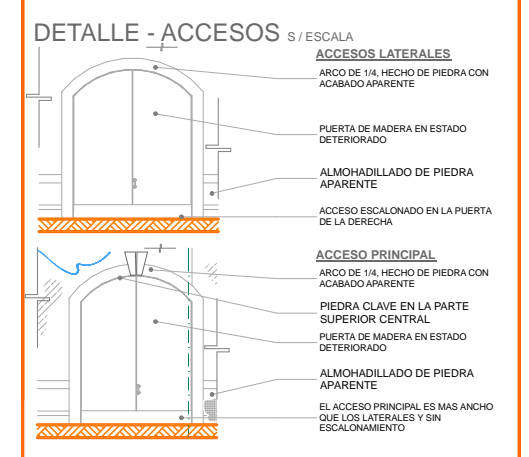 DETALLE - ACCESOS S / ESCALA
ACCESOS LATERALES
ARCO DE 1/4, HECHO DE PIEDRA CON
ACABADO APARENTE
PUERTA DE MADERA EN ESTADO
DETERIORADO
ALMOHADILLADO DE PIEDRA
APARENTE
ACCESO ESCALONADO EN LA PUERTA
DE LA DERECHA
ACCESO PRINCIPAL
ARCO DE 1/4, HECHO DE PIEDRA CON
ACABADO APARENTE
PIEDRA CLAVE EN LA PARTE
SUPERIOR CENTRAL
PUERTA DE MADERA EN ESTADO
DETERIORADO
ALMOHADILLADO DE PIEDRA
APARENTE
EL ACCESO PRINCIPAL ES MAS ANCHO
QUE LOS LATERALES Y SIN
ESCALONAMIENTO